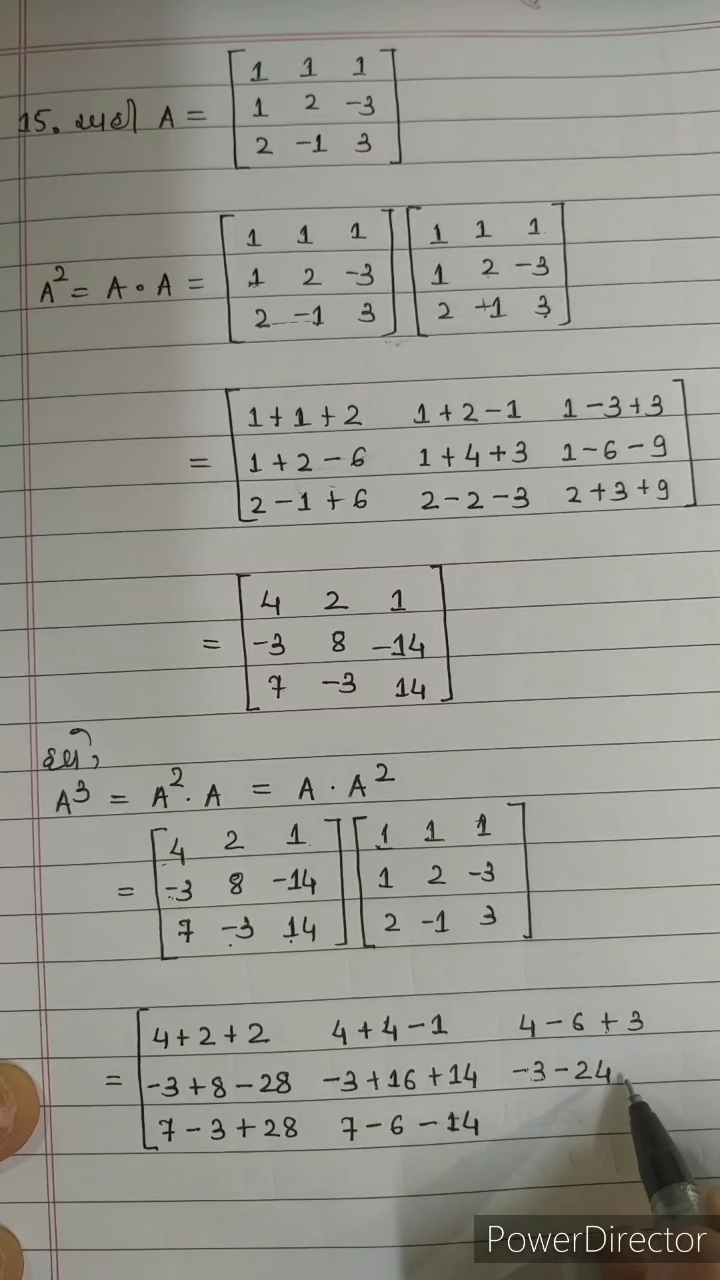 15. અહીં A = [1 1 1
1 2 -3
2 -1 3]
A² = A · A = [1 1 1 [1 1 1
1 2 -3 1 2 -3
2 -1 3] 2 +1 3]
= [1+1+2 1+2-1 1-3+3
1+2-6 1+4+3 1-6-9
2-1+6 2-2-3 2+3+9]
= [4 2 1
-3 8 -14
7 -3 14]
હવે,
A³ = A² · A = A · A²
= [4 2 1 [1 1 1
-3 8 -14 1 2 -3
7 -3 14] 2 -1 3]
= [4+2+2 4+4-1 4-6+3
-3+8-28 -3+16+14 -3-24
7-3+28 7-6-14
PowerDirector